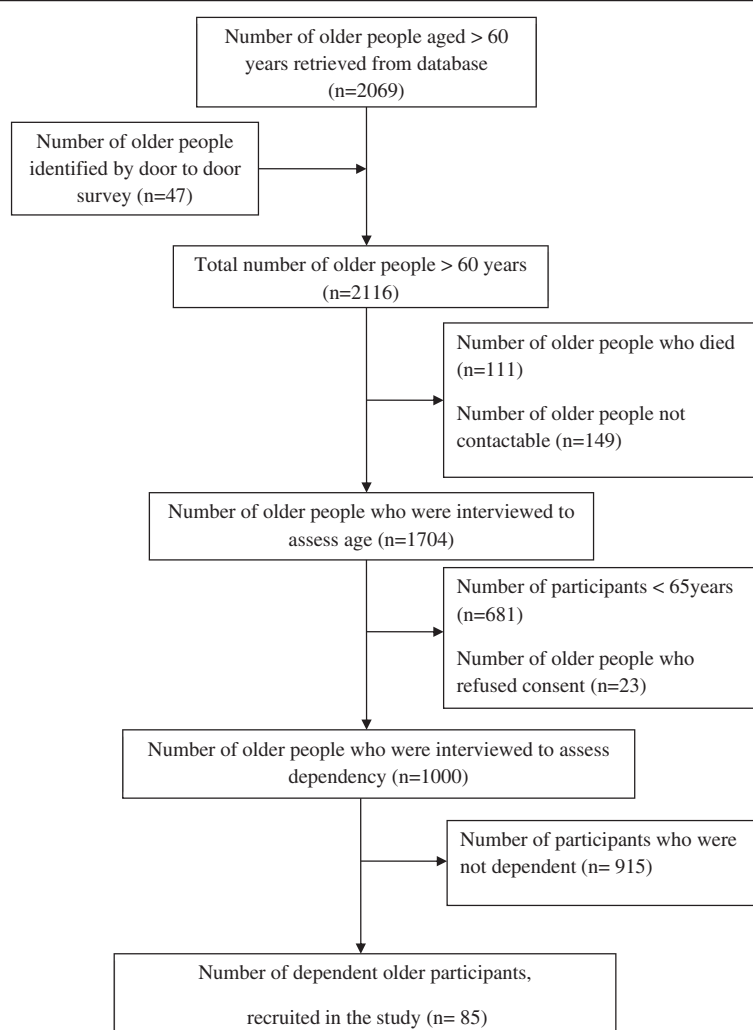 Number of older people aged > 60
years retrieved from database
(n=2069)
Number of older people
identified by door to door
survey (n=47)
Total number of older people > 60 years
(n=2116)
Number of older people who died
(n=111)
Number of older people not
contactable (n=149)
Number of older people who were interviewed to
assess age (n=1704)
Number of participants < 65years
(n=681)
Number of older people who
refused consent (n=23)
Number of older people who were interviewed to assess
dependency (n=1000)
Number of participants who were
not dependent (n= 915)
Number of dependent older participants,
recruited in the study (n= 85)